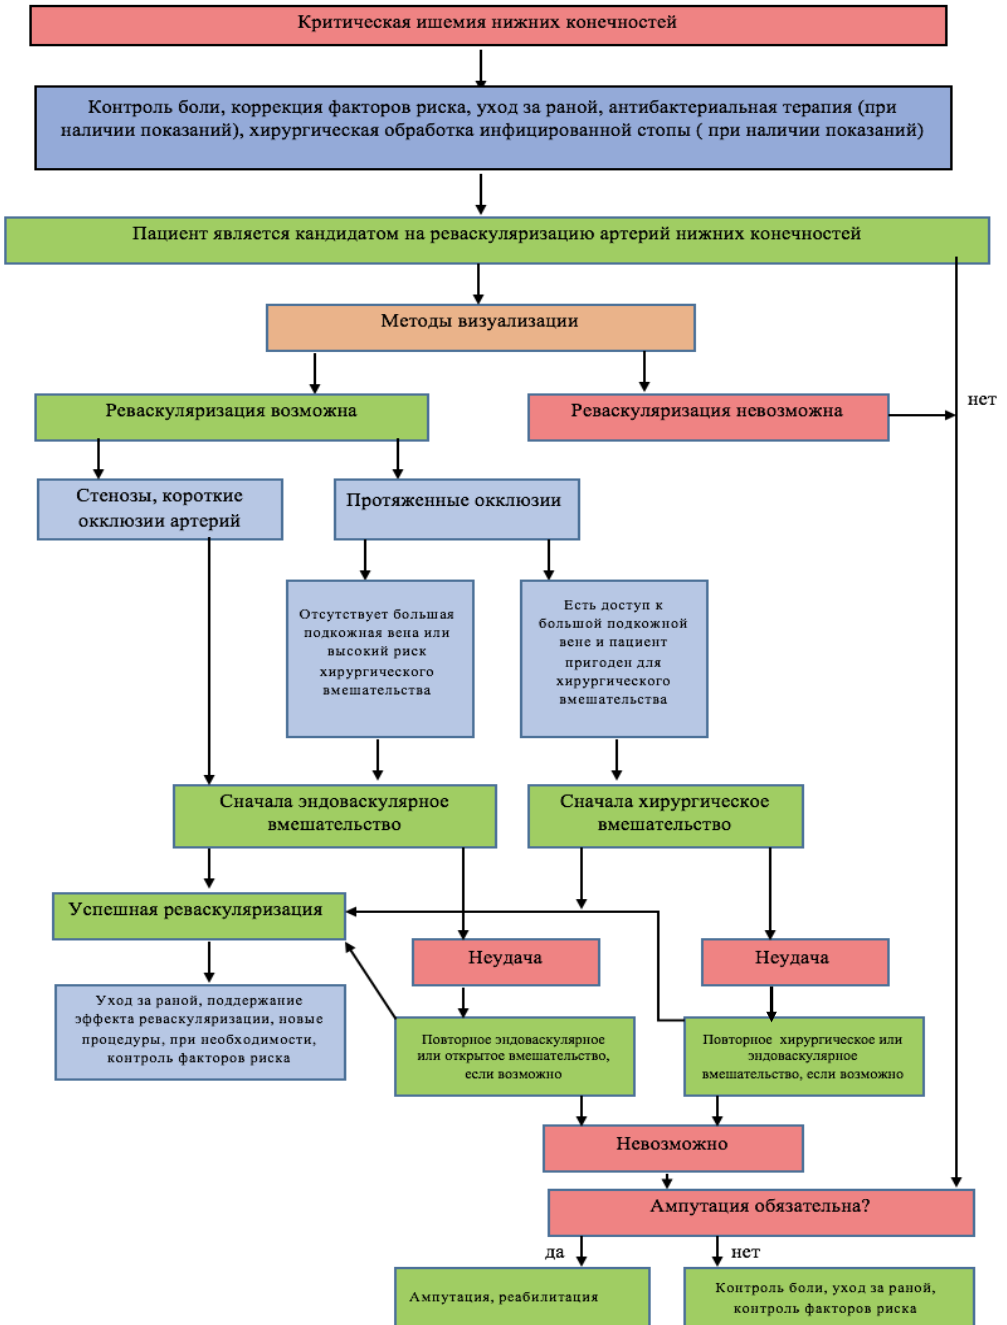 Критическая ишемия нижних конечностей
Контроль боли, коррекция факторов риска, уход за раной, антибактериальная терапия (при
наличии показаний), хирургическая обработка инфицированной стопы ( при наличии показаний)
Пациент является кандидатом на реваскуляризацию артерий нижних конечностей
Методы визуализации
Реваскуляризация возможна
Реваскуляризация невозможна
нет
Стенозы, короткие
окклюзии артерий
Протяженные окклюзии
Отсутствует большая
подкожная вена или
высокий риск
хирургического
вмешательства
Есть доступ к
большой подкожной
вене и пациент
пригоден для
хирургического
вмешательства
Сначала эндоваскулярное
вмешательство
Сначала хирургическое
вмешательство
Успешная реваскуляризация
Неудача
Неудача
Уход за раной, поддержание
эффекта реваскуляризации, новые
процедуры, при необходимости,
контроль факторов риска
Повторное эндоваскулярное
или открытое вмешательство,
если возможно
Повторное хирургическое или
эндоваскулярное
вмешательство, если возможно
Невозможно
Ампутация обязательна?
да
нет
Ампутация, реабилитация
Контроль боли, уход за раной,
контроль факторов риска